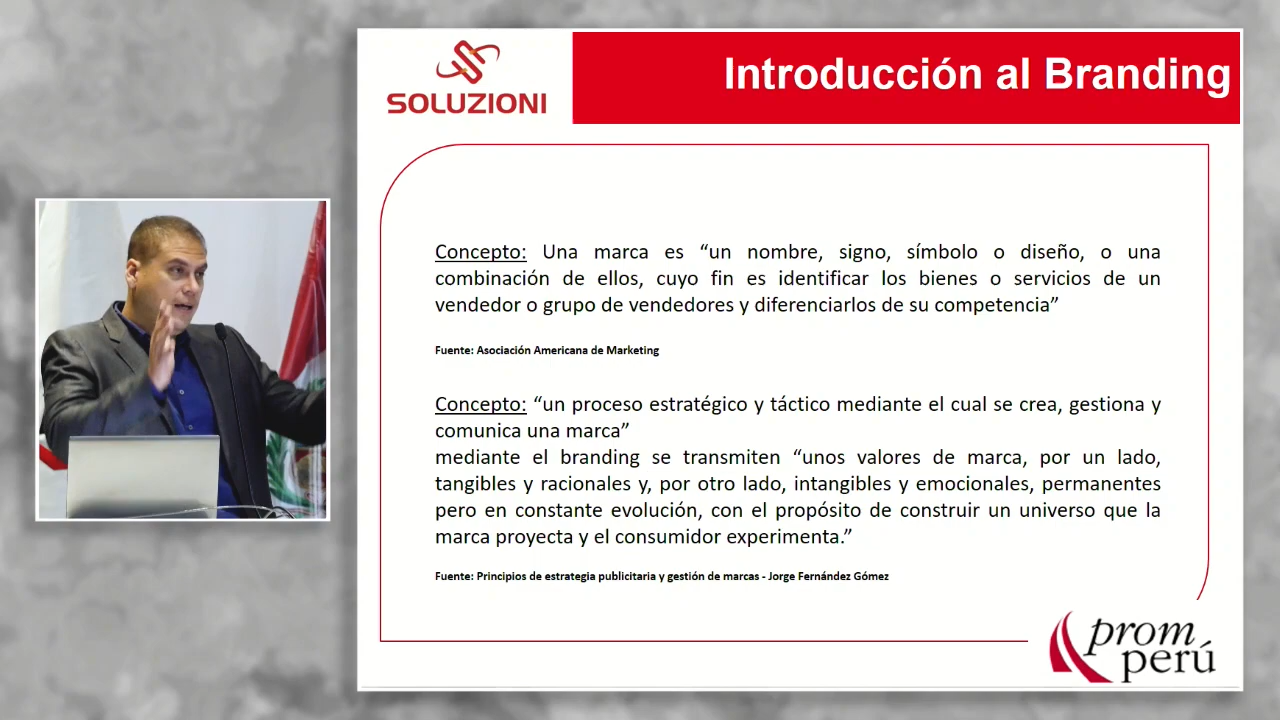 SOLUZIONI
Introducción al Branding
Concepto: Una marca es “un nombre, signo, símbolo o diseño, o una
combinación de ellos, cuyo fin es identificar los bienes o servicios de un
vendedor o grupo de vendedores y diferenciarlos de su competencia”
Fuente: Asociación Americana de Marketing
Concepto: “un proceso estratégico y táctico mediante el cual se crea, gestiona y
comunica una marca”
mediante el branding se transmiten “unos valores de marca, por un lado,
tangibles y racionales y, por otro lado, intangibles y emocionales, permanentes
pero en constante evolución, con el propósito de construir un universo que la
marca proyecta y el consumidor experimenta.”
Fuente: Principios de estrategia publicitaria y gestión de marcas - Jorge Fernández Gómez
prom
perú